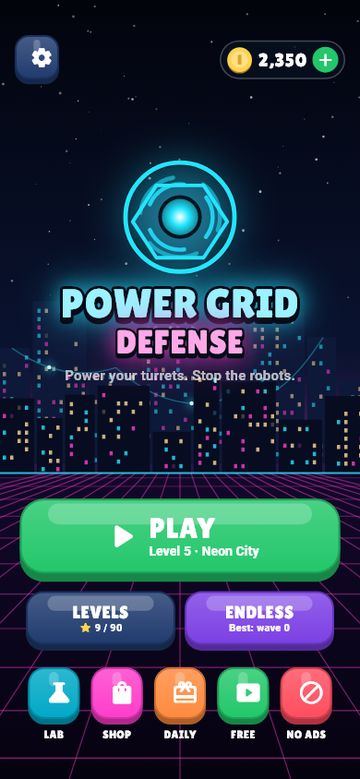 2,350
POWER GRID
DEFENSE
Power your turrets. Stop the robots.
PLAY
Level 5 · Neon City
LEVELS
⭐ 9 / 90
ENDLESS
Best: wave 0
LAB
SHOP
DAILY
FREE
NO ADS